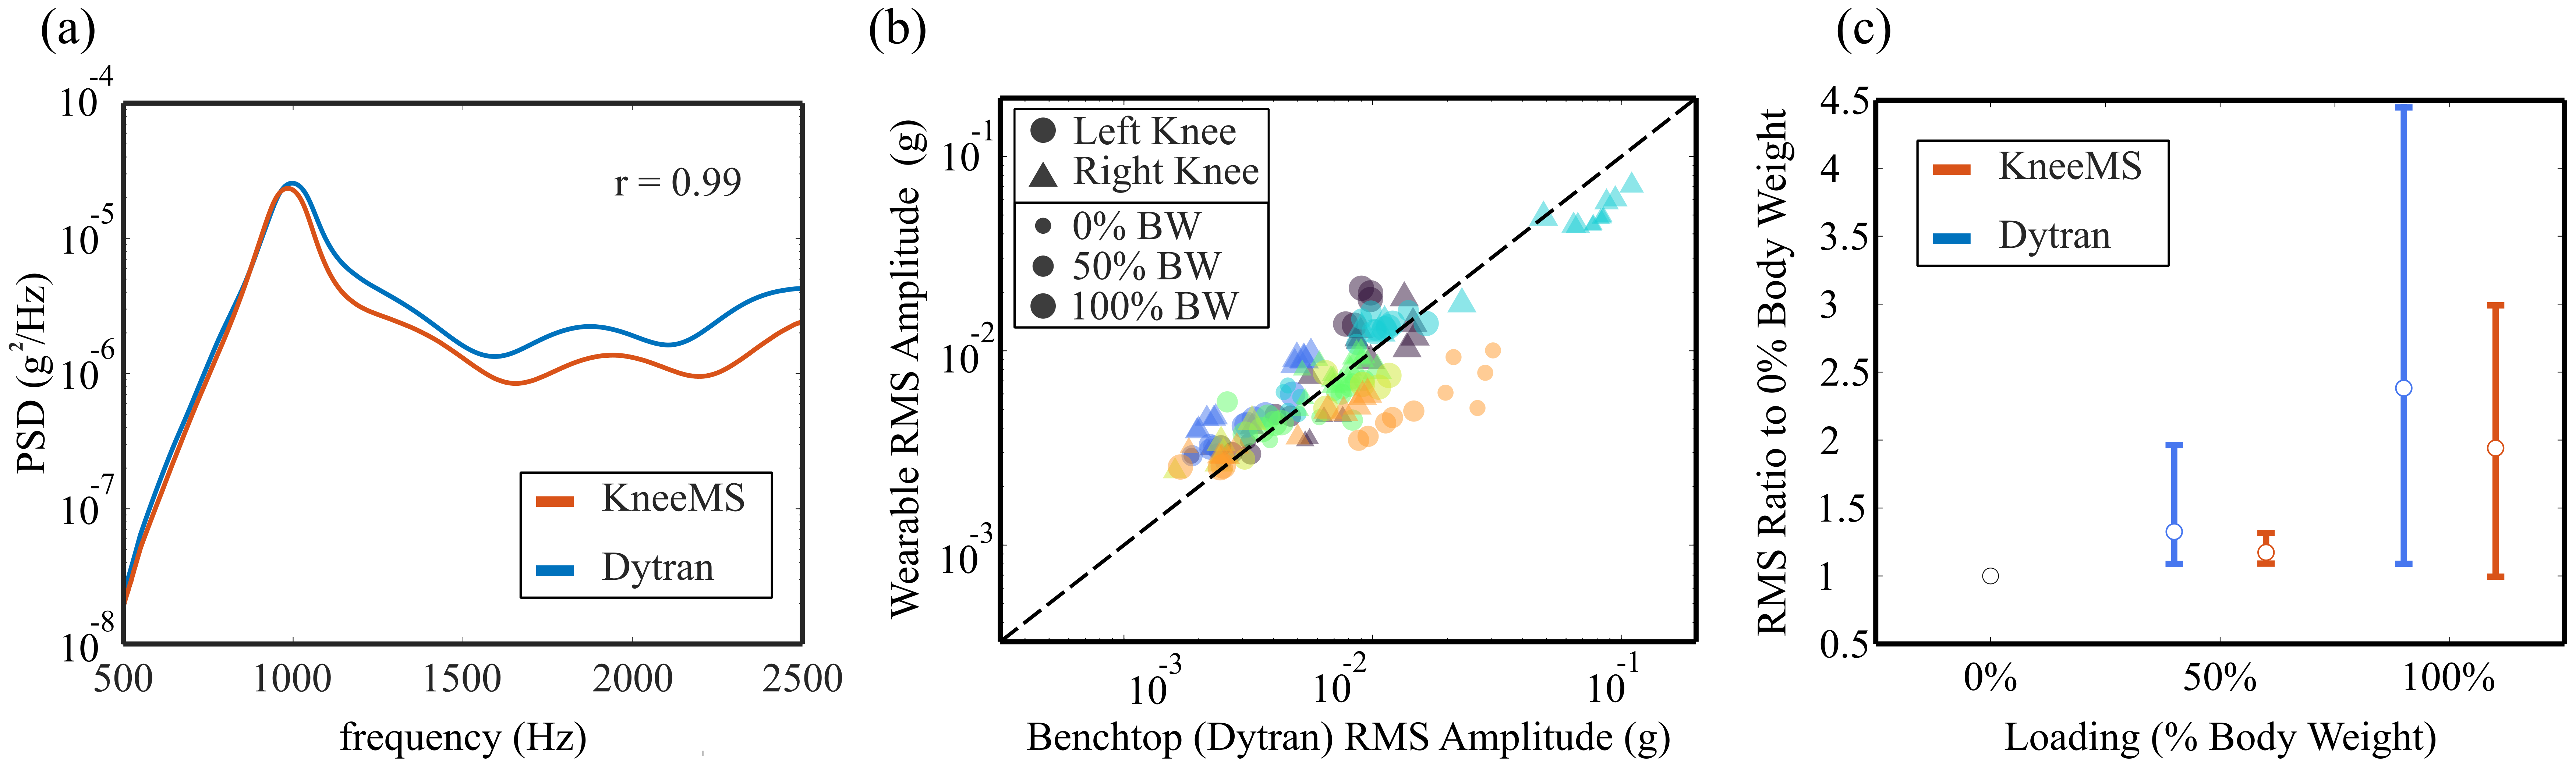 (a)
10-4
10-5
10-6
10-7
10-8
PSD (g²/Hz)
r = 0.99
KneeMS
Dytran
500 1000 1500 2000 2500
frequency (Hz)
(b)
Wearable RMS Amplitude (g)
10-1
10-2
10-3
Left Knee
Right Knee
0% BW
50% BW
100% BW
10-3 10-2 10-1
Benchtop (Dytran) RMS Amplitude (g)
(c)
RMS Ratio to 0% Body Weight
4.5
4
3.5
3
2.5
2
1.5
1
0.5
KneeMS
Dytran
0% 50% 100%
Loading (% Body Weight)